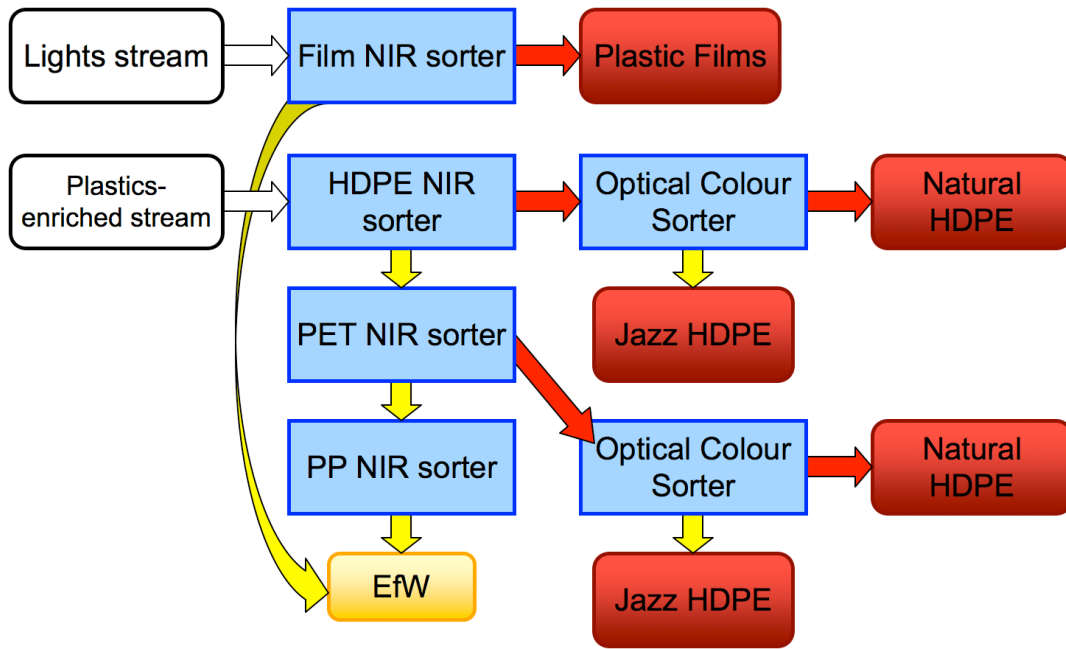 Lights stream
Film NIR sorter
Plastic Films
Plastics-
enriched stream
HDPE NIR
sorter
Optical Colour
Sorter
Natural
HDPE
PET NIR sorter
Jazz HDPE
PP NIR sorter
Optical Colour
Sorter
Natural
HDPE
EfW
Jazz HDPE